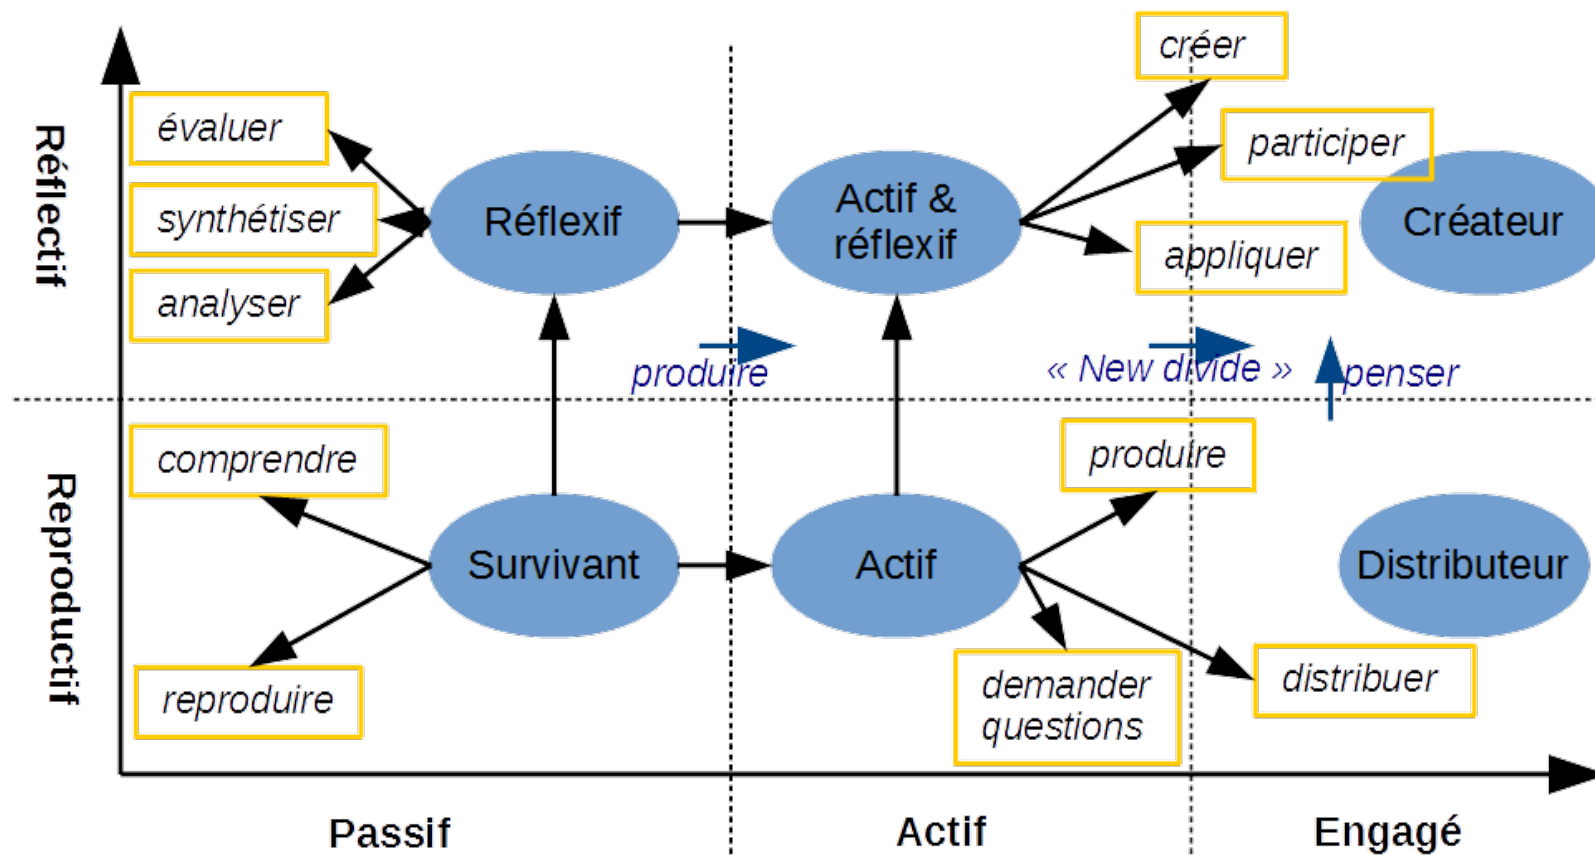 créer
évaluer
participer
Réflectif
synthétiser
Réflexif
Actif &
réflexif
Créateur
appliquer
analyser
produire
« New divide »
penser
comprendre
produire
Reproductif
Survivant
Actif
Distributeur
reproduire
demander
questions
distribuer
Passif
Actif
Engagé